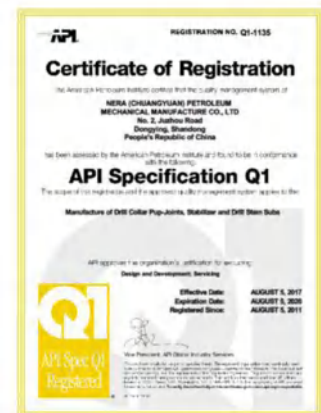 API
REGISTRATION NO. Q1-1135
Certificate of Registration
The American Petroleum Institute certifies that the quality management system of
NERA (CHUANGYUAN) PETROLEUM
MECHANICAL MANUFACTURE CO., LTD
No. 2, Juzhou Road
Dongying, Shandong
People's Republic of China
has been assessed by the American Petroleum Institute and found to be in conformance
with the following:
API Specification Q1
The scope of this registration and the approved quality management system applies to the
Manufacture of Drill Collar Pup-Joints, Stabilizer and Drill Stem Subs
API approves the organization's justification for excluding:
Design and Development; Servicing
Effective Date: AUGUST 5, 2017
Expiration Date: AUGUST 5, 2020
Registered Since: AUGUST 5, 2011
Q1
API Spec Q1
Registered
Vice President, API Global Industry Services